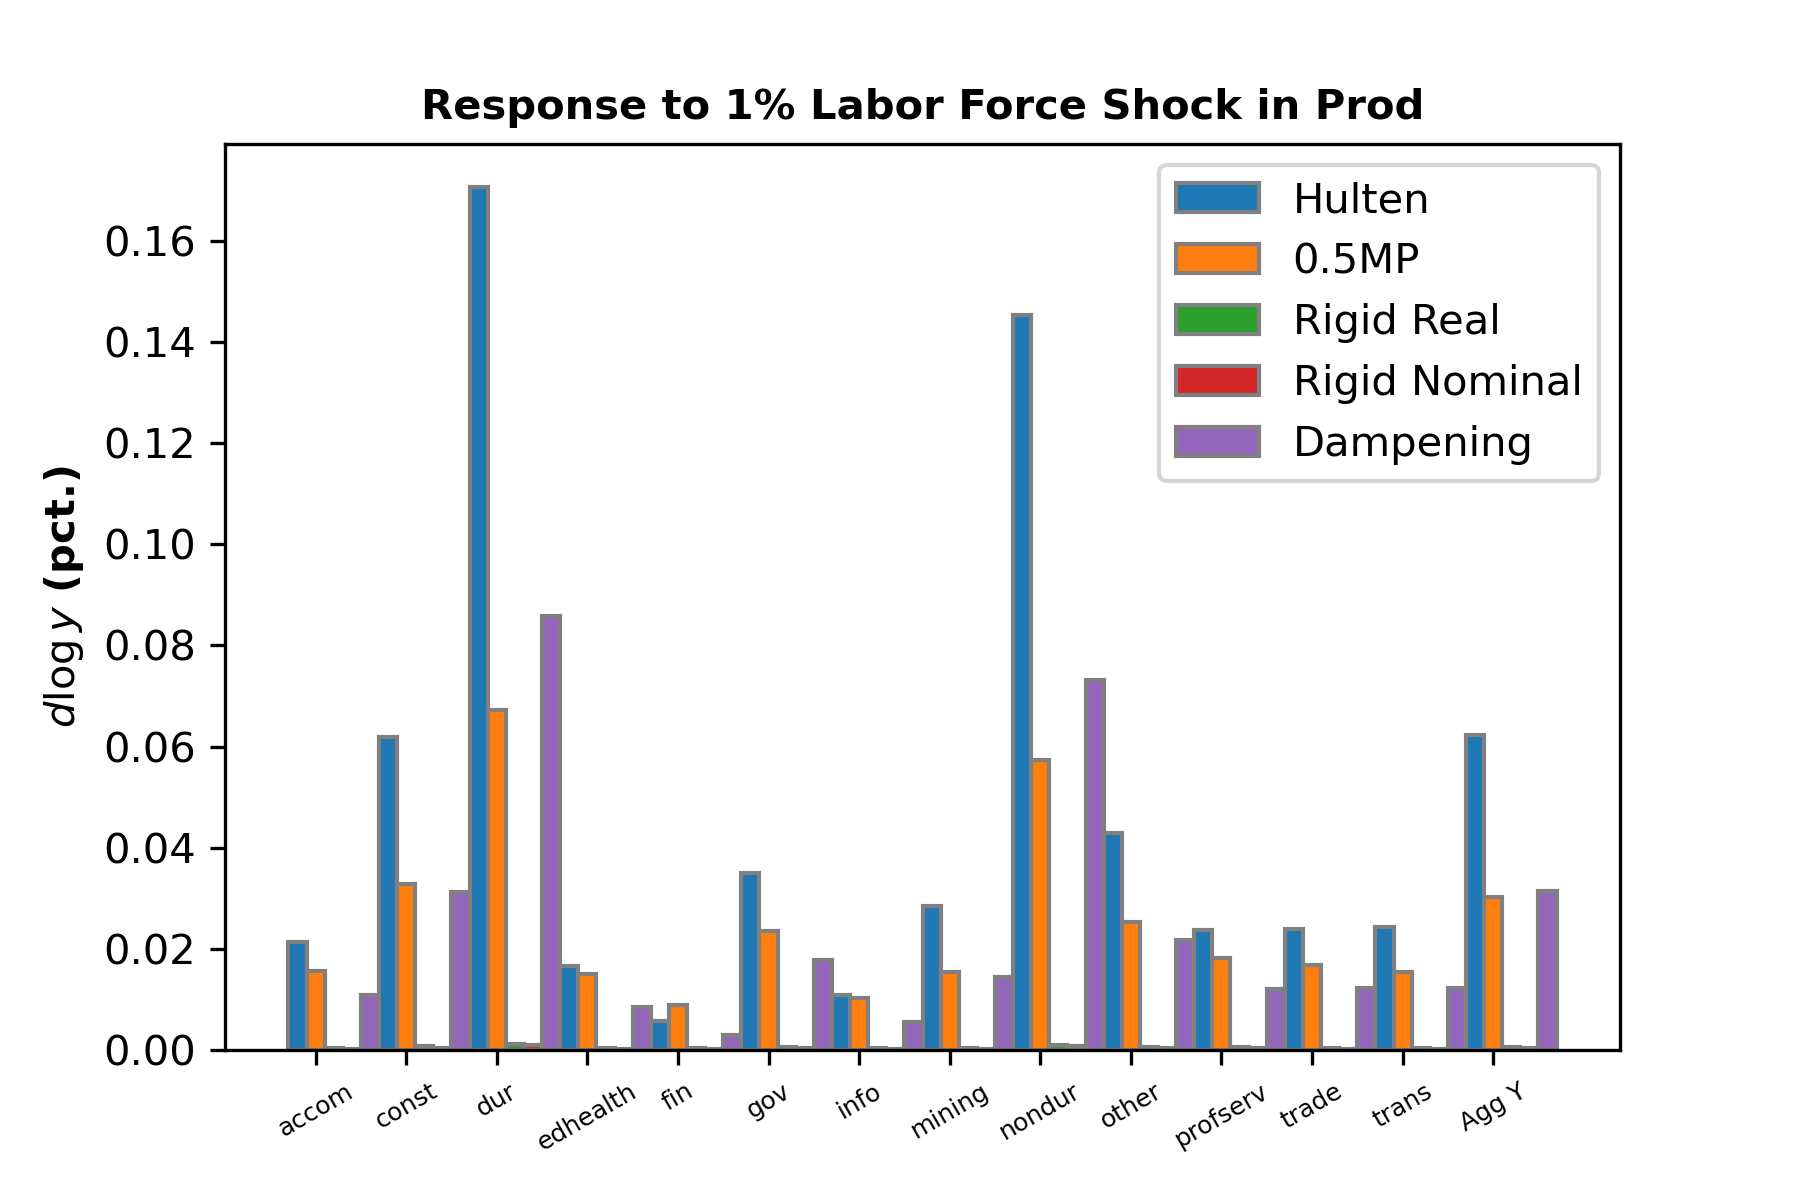 Response to 1% Labor Force Shock in Prod
Hulten
0.5MP
Rigid Real
Rigid Nominal
Dampening
dlog y (pct.)
0.16
0.14
0.12
0.10
0.08
0.06
0.04
0.02
0.00
accom const dur edhealth fin gov info mining nondur other profserv trade trans Agg Y